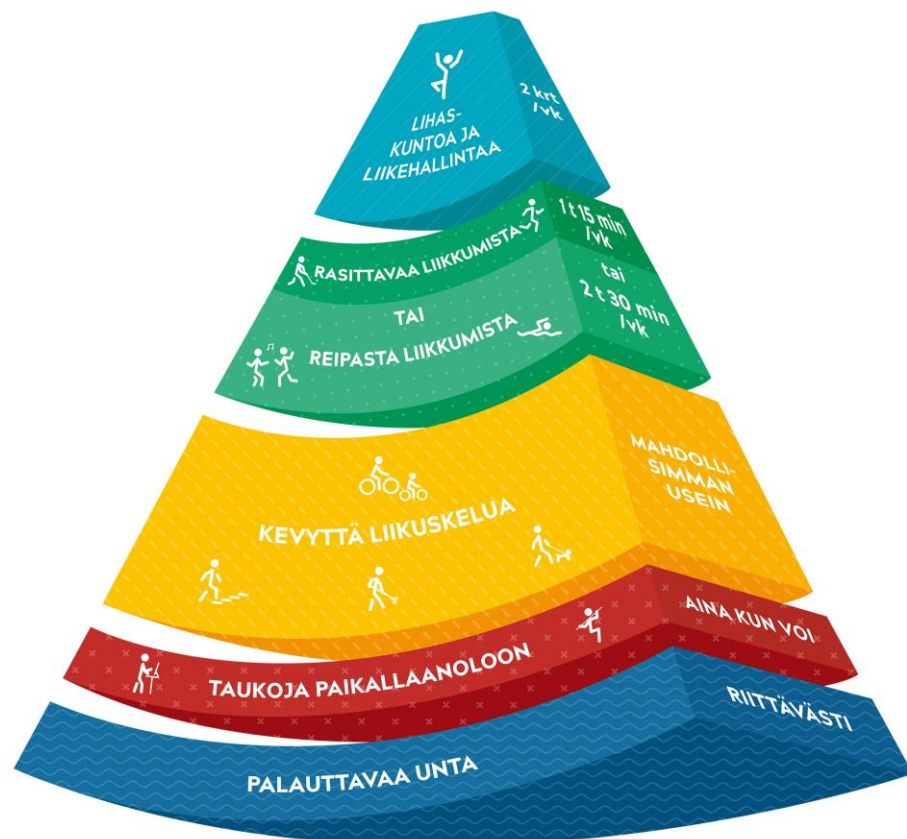 LIHAS-
KUNTOA JA
LIIKEHALLINTAA
2 krt
/vk
RASITTAVAA LIIKKUMISTA
1 t 15 min
/vk
TAI
tai
REIPASTA LIIKKUMISTA
2 t 30 min
/vk
KEVYTTÄ LIIKUSKELUA
MAHDOLLI-
SIMMAN
USEIN
TAUKOJA PAIKALLAANOLOON
AINA KUN VOI
PALAUTTAVAA UNTA
RIITTÄVÄSTI